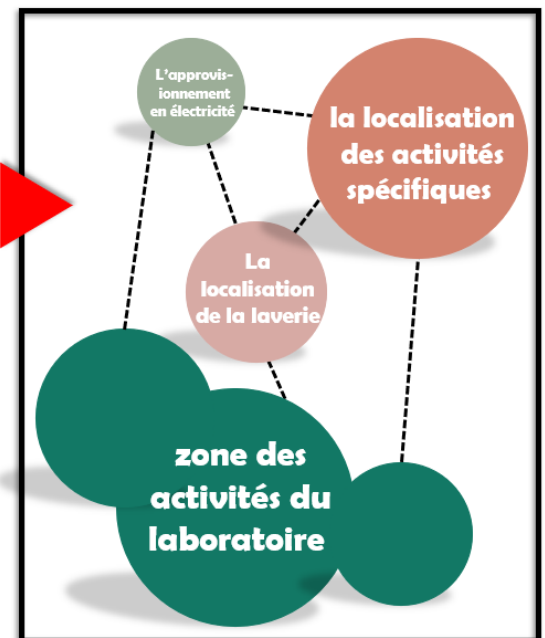 L'approvis-
ionnement
en électricité
la localisation
des activités
spécifiques
La
localisation
de la laverie
zone des
activités du
laboratoire